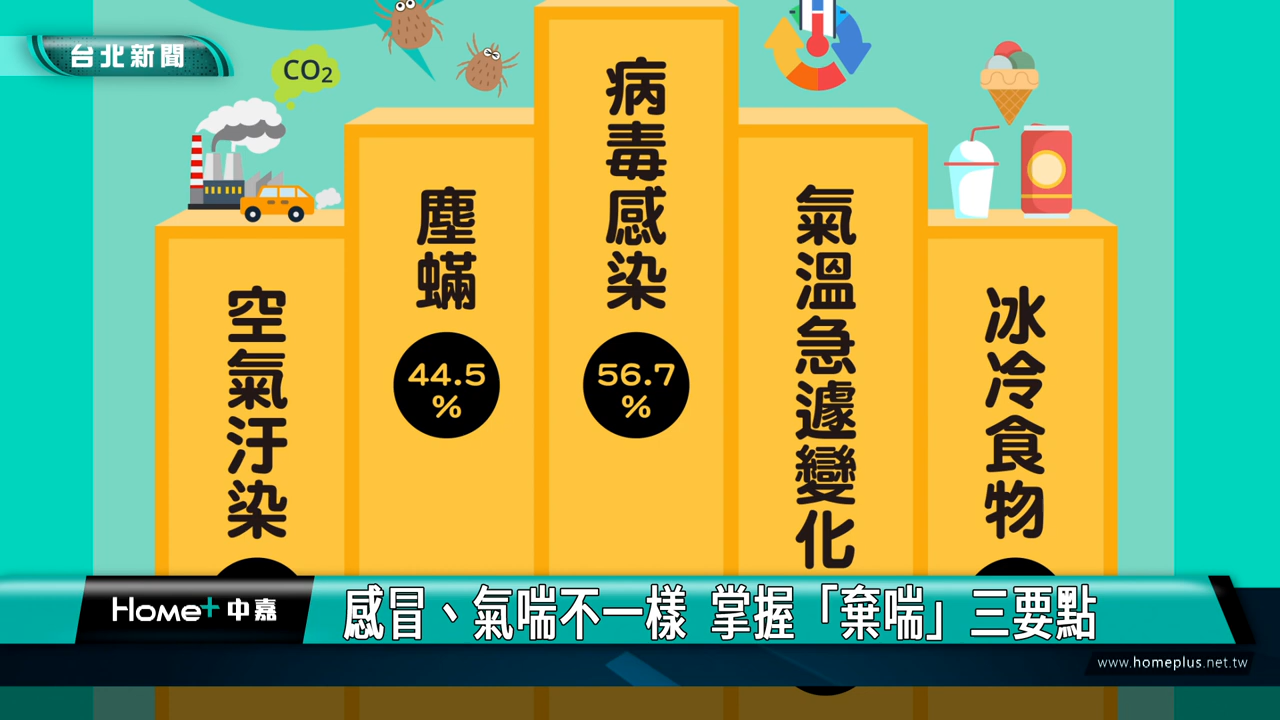 台北新聞
CO₂
空氣汙染
塵蟎
44.5
%
病毒感染
56.7
%
氣溫急遽變化
冰冷食物
Home+中嘉
感冒、氣喘不一樣 掌握「棄喘」三要點
www.homeplus.net.tw